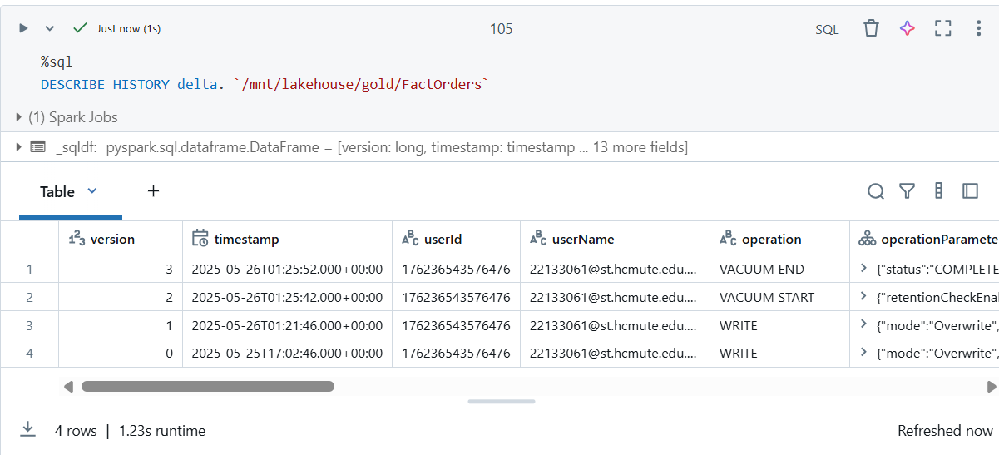 Just now (1s)
105
SQL
%sql
DESCRIBE HISTORY delta. `/mnt/lakehouse/gold/FactOrders`
(1) Spark Jobs
_sqldf: pyspark.sql.dataframe.DataFrame = [version: long, timestamp: timestamp ... 13 more fields]
Table
+
version timestamp userId userName operation operationParamete
1 3 2025-05-26T01:25:52.000+00:00 176236543576476 22133061@st.hcmute.edu.... VACUUM END {"status":"COMPLETE
2 2 2025-05-26T01:25:42.000+00:00 176236543576476 22133061@st.hcmute.edu.... VACUUM START {"retentionCheckEna
3 1 2025-05-26T01:21:46.000+00:00 176236543576476 22133061@st.hcmute.edu.... WRITE {"mode":"Overwrite",
4 0 2025-05-25T17:02:46.000+00:00 176236543576476 22133061@st.hcmute.edu.... WRITE {"mode":"Overwrite",
4 rows | 1.23s runtime
Refreshed now